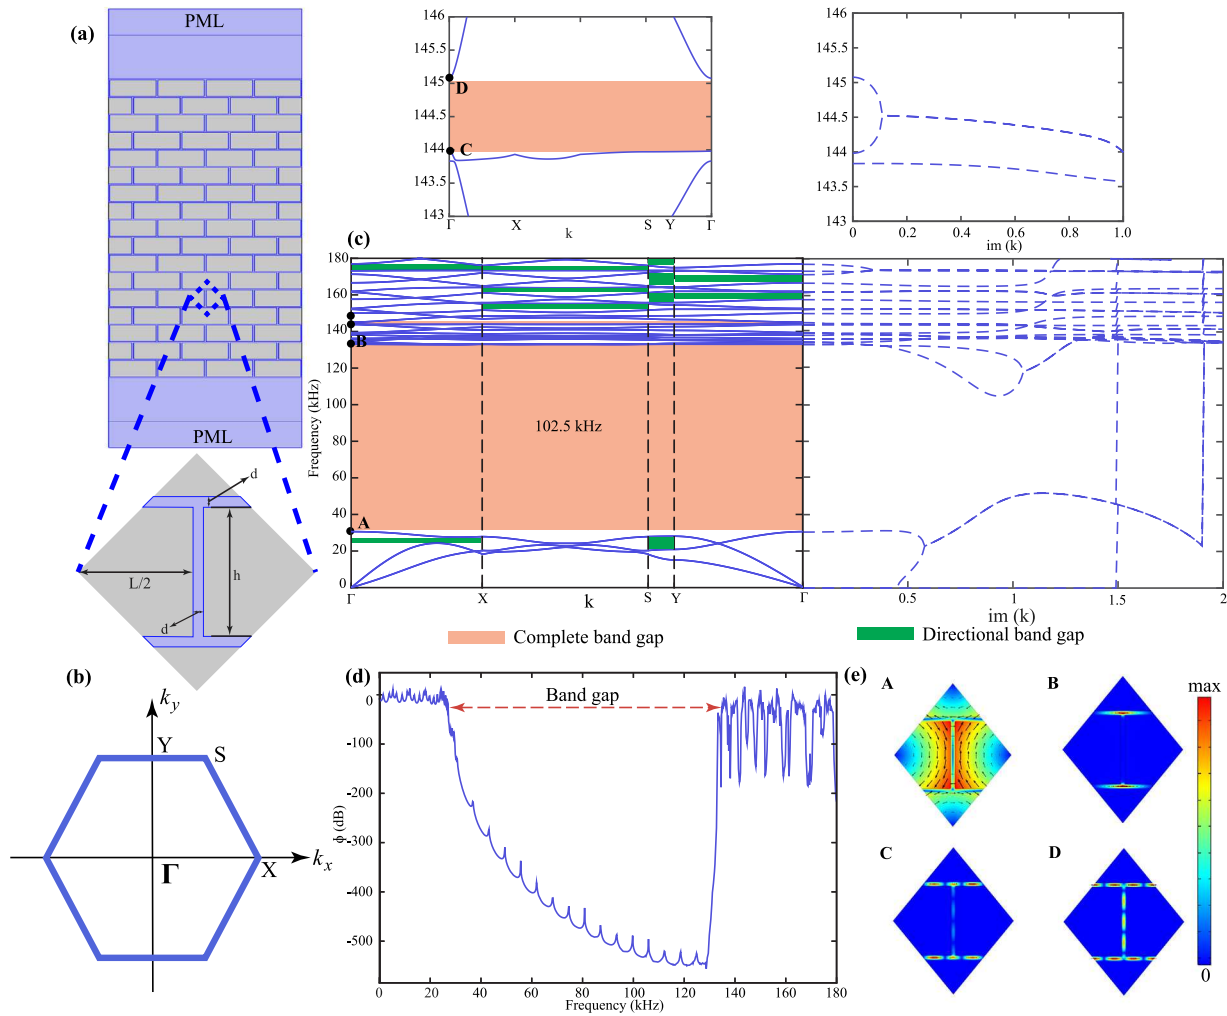 (a)
PML
PML
d
L/2
h
d
146
145.5
145
144.5
144
143.5
143
D
C
Γ
X
k
S
Y
Γ
146
145.5
145
144.5
144
143.5
143
0
0.2
0.4
0.6
0.8
1.0
im (k)
(c)
Frequency (kHz)
180
160
140
120
100
80
60
40
20
0
B
102.5 kHz
A
Γ
X
k
S
Y
Γ
0.5
1
1.5
2
im (k)
Complete band gap
Directional band gap
(b)
k_y
Y
S
Γ
X
k_x
(d)
Band gap
ϕ (dB)
0
-100
-200
-300
-400
-500
0
20
40
60
80
100
120
140
160
180
Frequency (kHz)
(e)
A
B
C
D
max
0